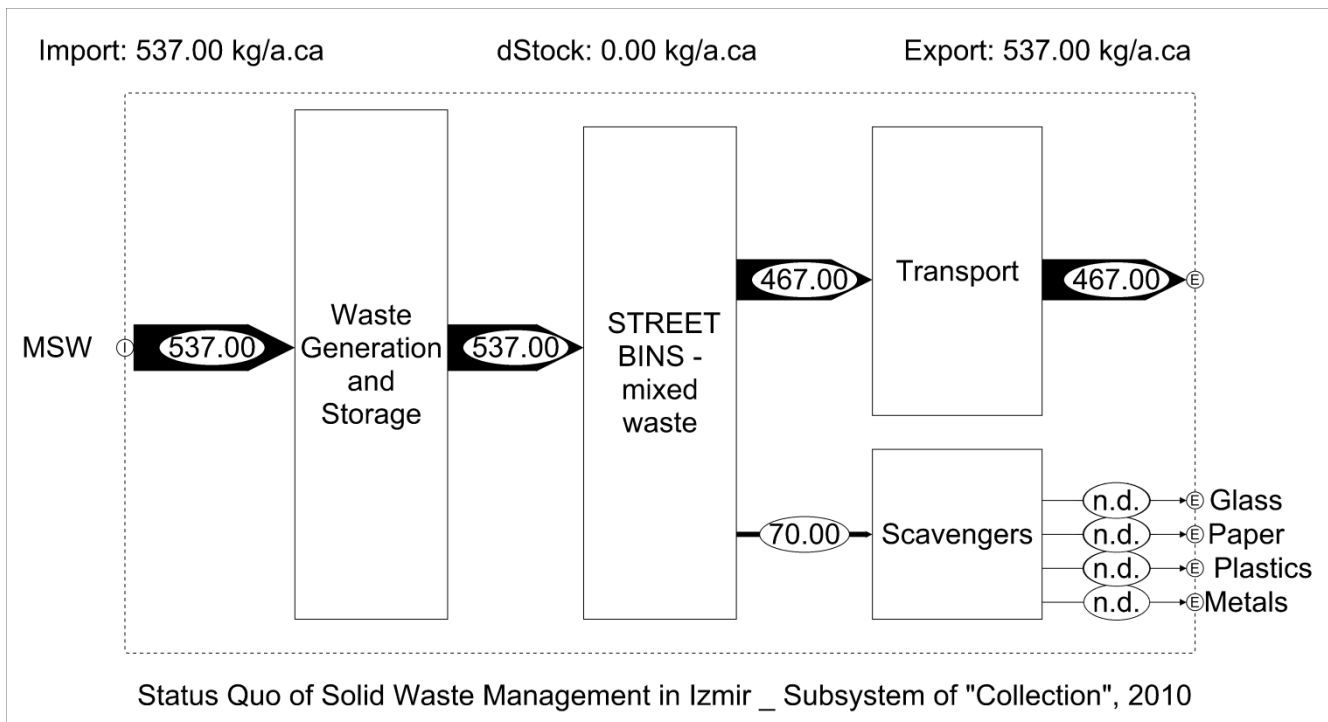 Import: 537.00 kg/a.ca
dStock: 0.00 kg/a.ca
Export: 537.00 kg/a.ca
MSW
I
537.00
Waste
Generation
and
Storage
537.00
STREET
BINS -
mixed
waste
467.00
Transport
467.00
E
70.00
Scavengers
n.d.
E
Glass
n.d.
E
Paper
n.d.
E
Plastics
n.d.
E
Metals
Status Quo of Solid Waste Management in Izmir _ Subsystem of "Collection", 2010